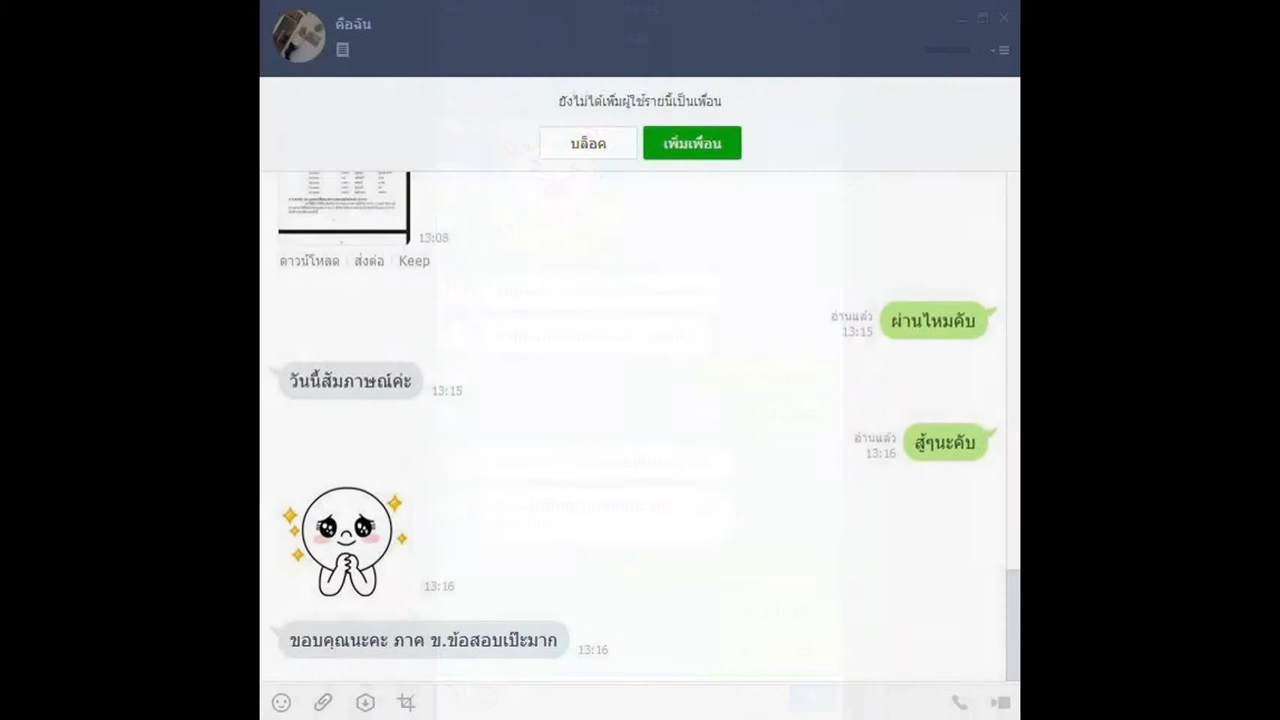 คือฉัน
ยังไม่ได้เพิ่มผู้ใช้รายนี้เป็นเพื่อน
บล็อค
เพิ่มเพื่อน
13:08
ดาวน์โหลด ส่งต่อ Keep
อ่านแล้ว
13:15
ผ่านไหมคับ
วันนี้สัมภาษณ์ค่ะ
13:15
อ่านแล้ว
13:16
สู้ๆนะคับ
13:16
ขอบคุณนะคะ ภาค ข.ข้อสอบเป๊ะมาก
13:16